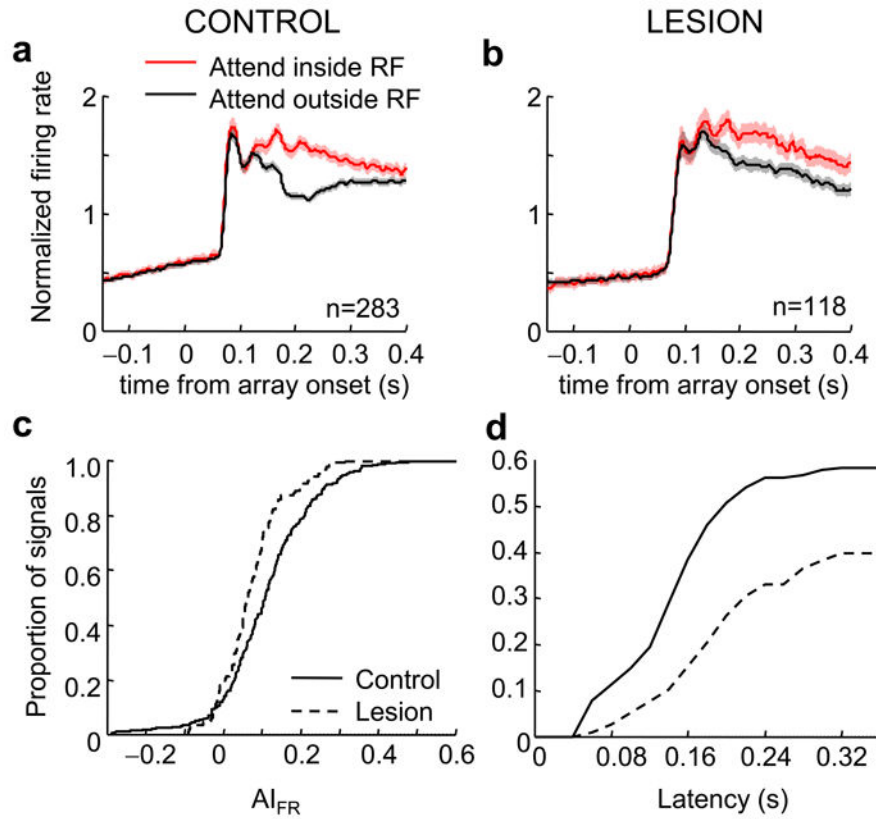 CONTROL
LESION
a
Attend inside RF
Attend outside RF
Normalized firing rate
2
1
0
n=283
−0.1 0 0.1 0.2 0.3 0.4
time from array onset (s)
b
2
1
0
n=118
−0.1 0 0.1 0.2 0.3 0.4
time from array onset (s)
c
Proportion of signals
1.0
0.8
0.6
0.4
0.2
0
Control
Lesion
−0.2 0 0.2 0.4 0.6
AIFR
d
0.6
0.5
0.4
0.3
0.2
0.1
0
0 0.08 0.16 0.24 0.32
Latency (s)